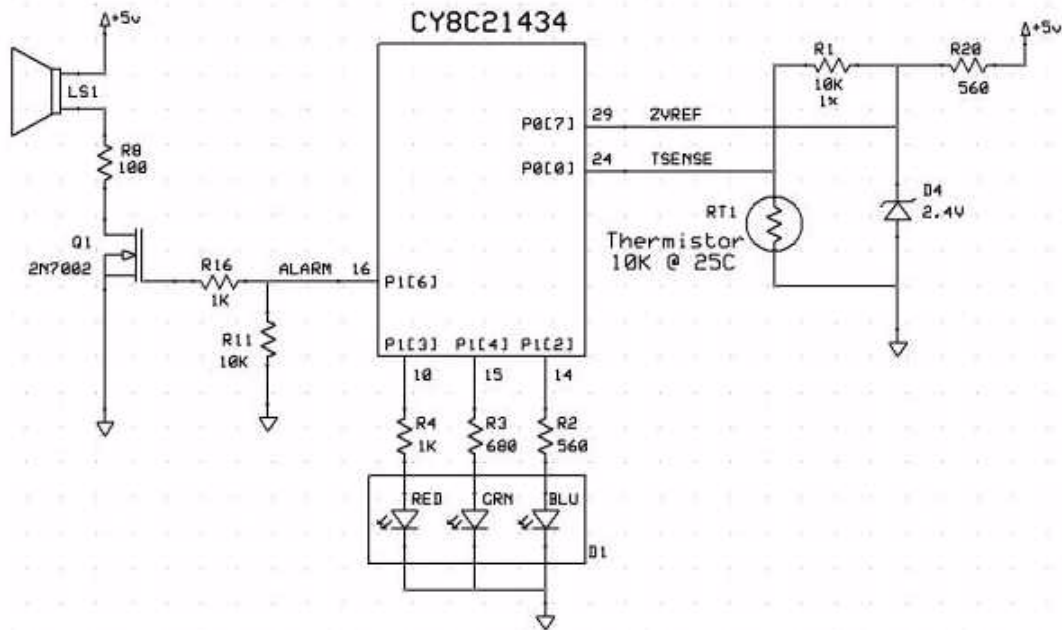 CY8C21434
+5v
LS1
R8
100
Q1
2N7002
R16
1K
ALARM
16
R11
10K
P0[7]
29
ZVREF
P0[0]
24
TSENSE
P1[6]
P1[3]
P1[4]
P1[2]
10
15
14
R4
1K
R3
680
R2
560
RED
GRN
BLU
D1
R1
10K
1%
R20
560
+5v
RT1
Thermistor
10K @ 25C
D4
2.4V